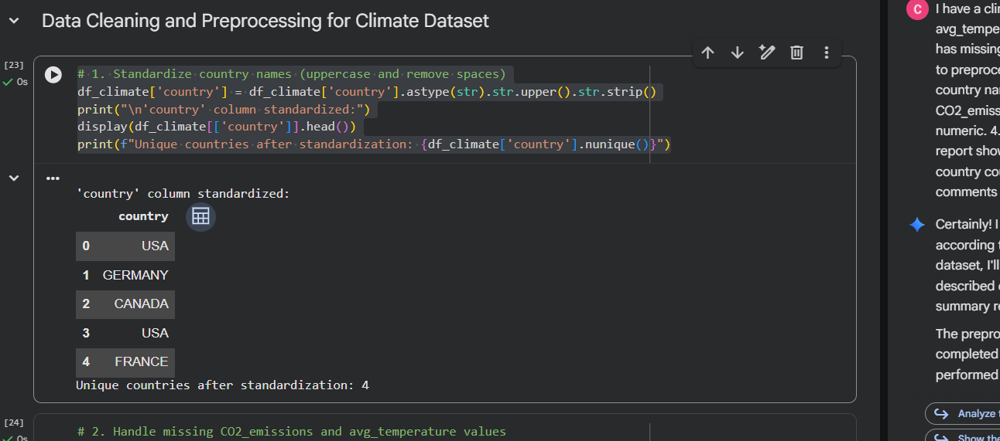 Data Cleaning and Preprocessing for Climate Dataset
[23]
0s
# 1. Standardize country names (uppercase and remove spaces)
df_climate['country'] = df_climate['country'].astype(str).str.upper().str.strip()
print("\n'country' column standardized:")
display(df_climate[['country']].head())
print(f"Unique countries after standardization: {df_climate['country'].nunique()}")
'country' column standardized:
country
0 USA
1 GERMANY
2 CANADA
3 USA
4 FRANCE
Unique countries after standardization: 4
[24]
0s
# 2. Handle missing CO2_emissions and avg_temperature values
C
I have a cli
avg_tempe
has missing
to preproce
country na
CO2_emiss
numeric. 4.
report show
country cou
comments
Certainly! I
according t
dataset, I'll
described
summary re
The prepro
completed
performed
Analyze t
Show the